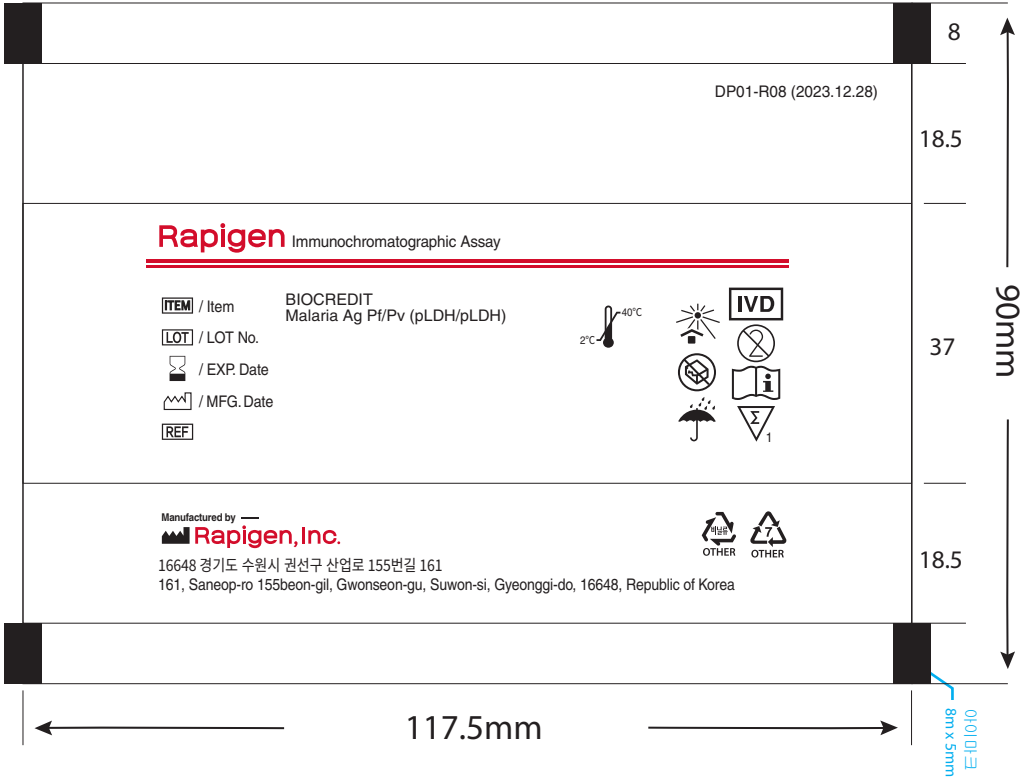 8
DP01-R08 (2023.12.28)
18.5
Rapigen Immunochromatographic Assay
ITEM / Item
BIOCREDIT
Malaria Ag Pf/Pv (pLDH/pLDH)
LOT / LOT No.
/ EXP. Date
/ MFG. Date
REF
2°C
40°C
IVD
2
i
Σ
1
37
90mm
Manufactured by
Rapigen, Inc.
16648 경기도 수원시 권선구 산업로 155번길 161
161, Saneop-ro 155beon-gil, Gwonseon-gu, Suwon-si, Gyeonggi-do, 16648, Republic of Korea
비닐류
OTHER
7
OTHER
18.5
117.5mm
아이마크
8m x 5mm